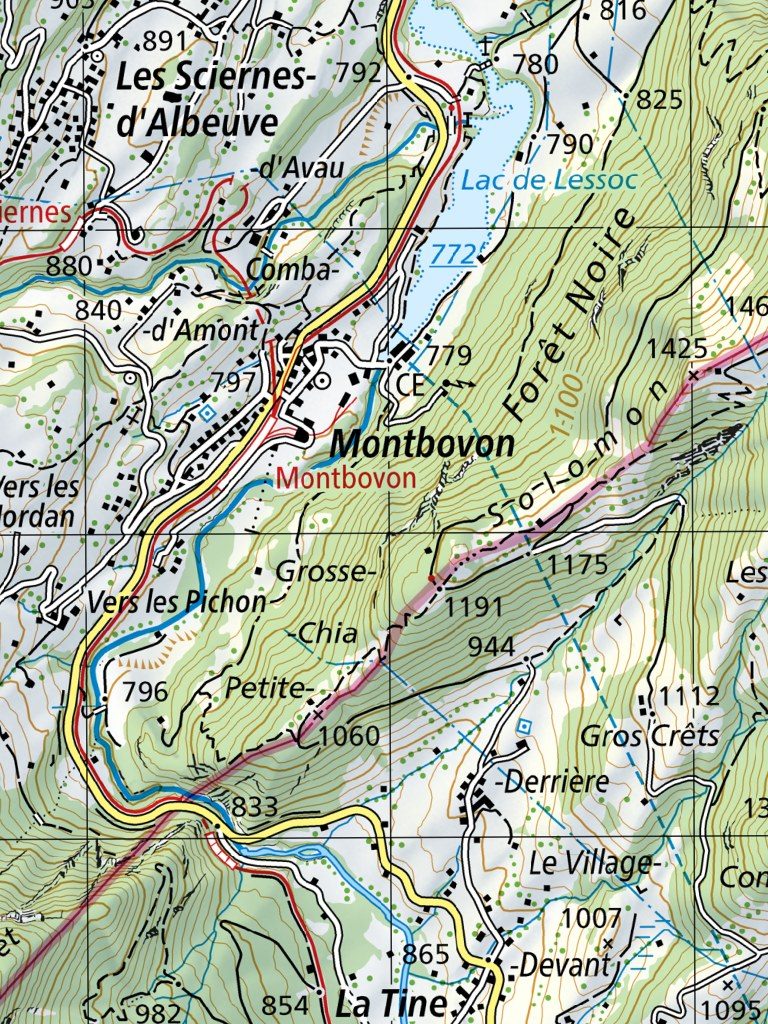 816
891
Les Sciernes-
d'Albeuve
792
780
825
790
d'Avau
Lac de Lessoc
iernes
880
772
Comba-
Forêt Noire
840
-d'Amont
146
779
1425
797
CE
1100
Montbovon
Montbovon
Solomon
Vers les
Jordan
Grosse-
1175
Les
Vers les Pichon
1191
-Chia
944
796
Petite-
1112
1060
Gros Crêts
-Derrière
833
13
Le Village-
Con
1007
et
865
-Devant
982
854
La Tine
1095